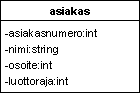 asiakas
-asiakasnumero:int
-nimi:string
-osoite:int
-luottoraja:int